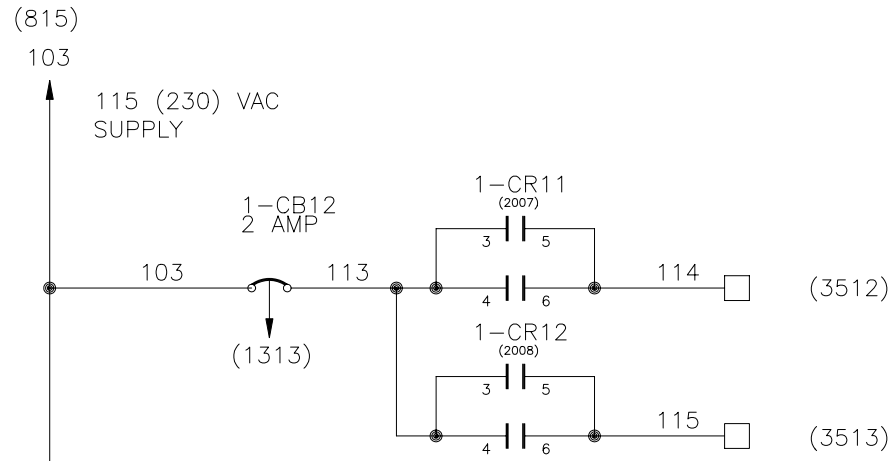 (815)
103
115 (230) VAC
SUPPLY
1-CR11
(2007)
1-CB12
2 AMP
3 5
103 113 114
4 6
(3512)
(1313)
1-CR12
(2008)
3 5
115
4 6
(3513)